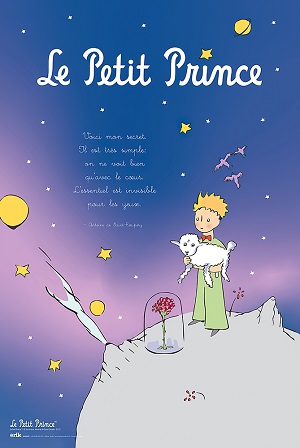 Le Petit Prince
Voici mon secret.
Il est très simple:
on ne voit bien
qu'avec le cœur.
L'essentiel est invisible
pour les yeux.
- Antoine de Saint-Exupéry
Le Petit Prince
erik